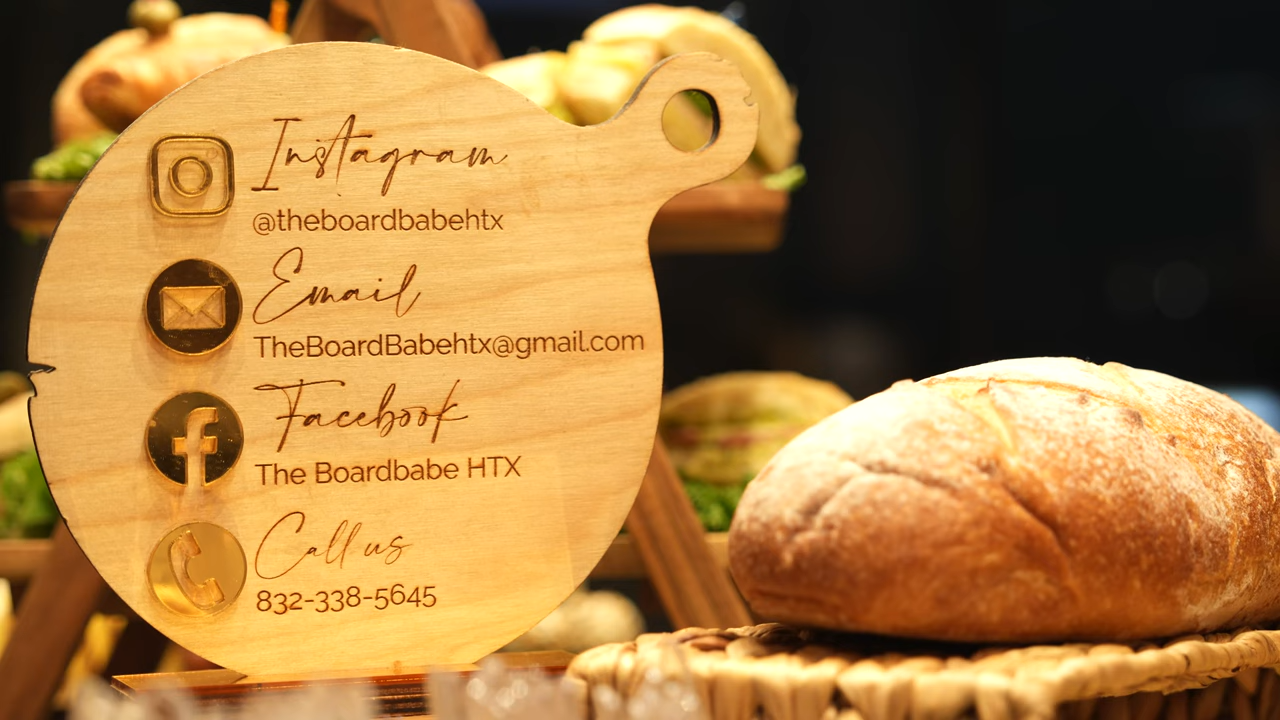 Instagram
@theboardbabehtx
Email
TheBoardBabehtx@gmail.com
Facebook
The Boardbabe HTX
Call us
832-338-5645